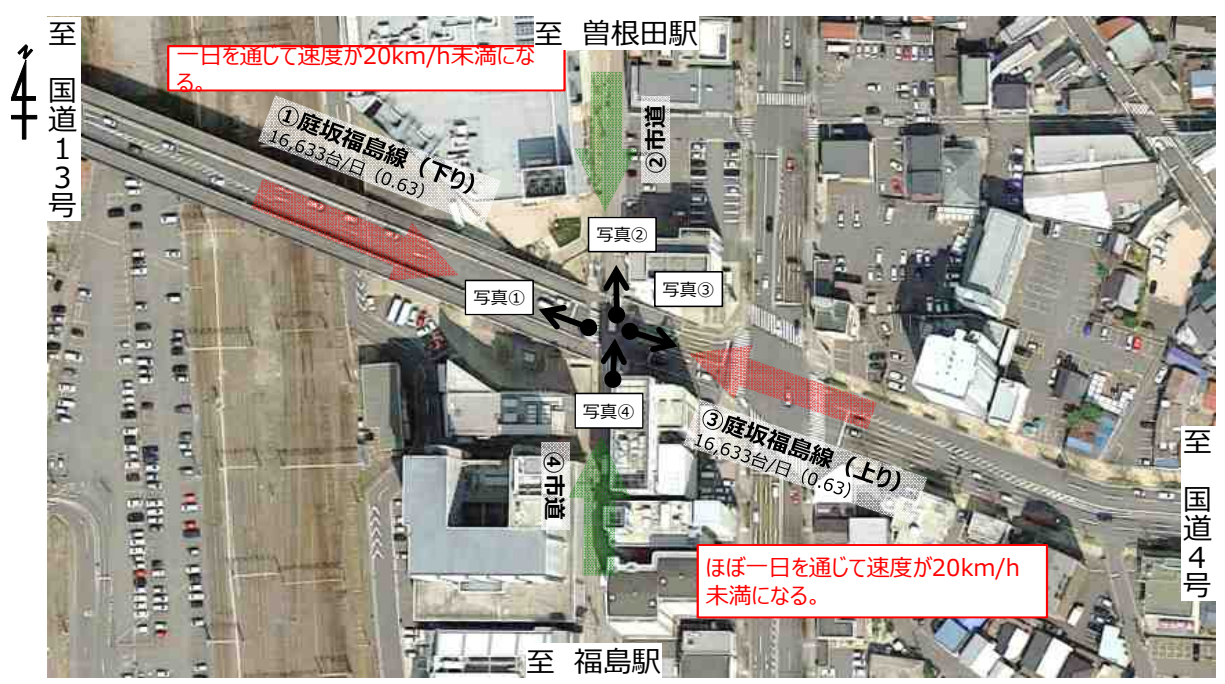 至 曽根田駅
至 国道13号
一日を通じて速度が20km/h未満にな
る。
①庭坂福島線（下り）
16,633台/日（0.63）
②市道
写真②
写真①
写真③
写真④
③庭坂福島線（上り）
16,633台/日（0.63）
④市道
至 国道4号
ほぼ一日を通じて速度が20km/h
未満になる。
至 福島駅